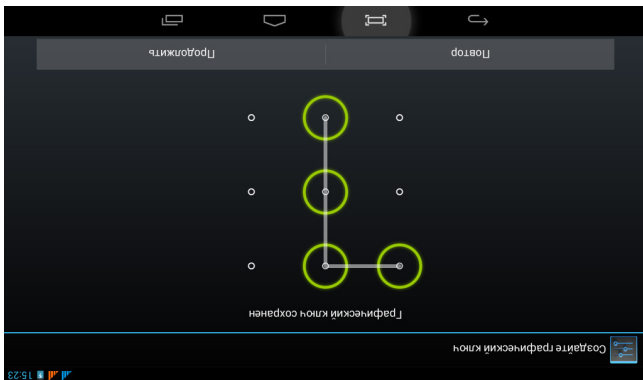 15:23
Создайте графический ключ
Графический ключ сохранен
Повтор
Продолжить